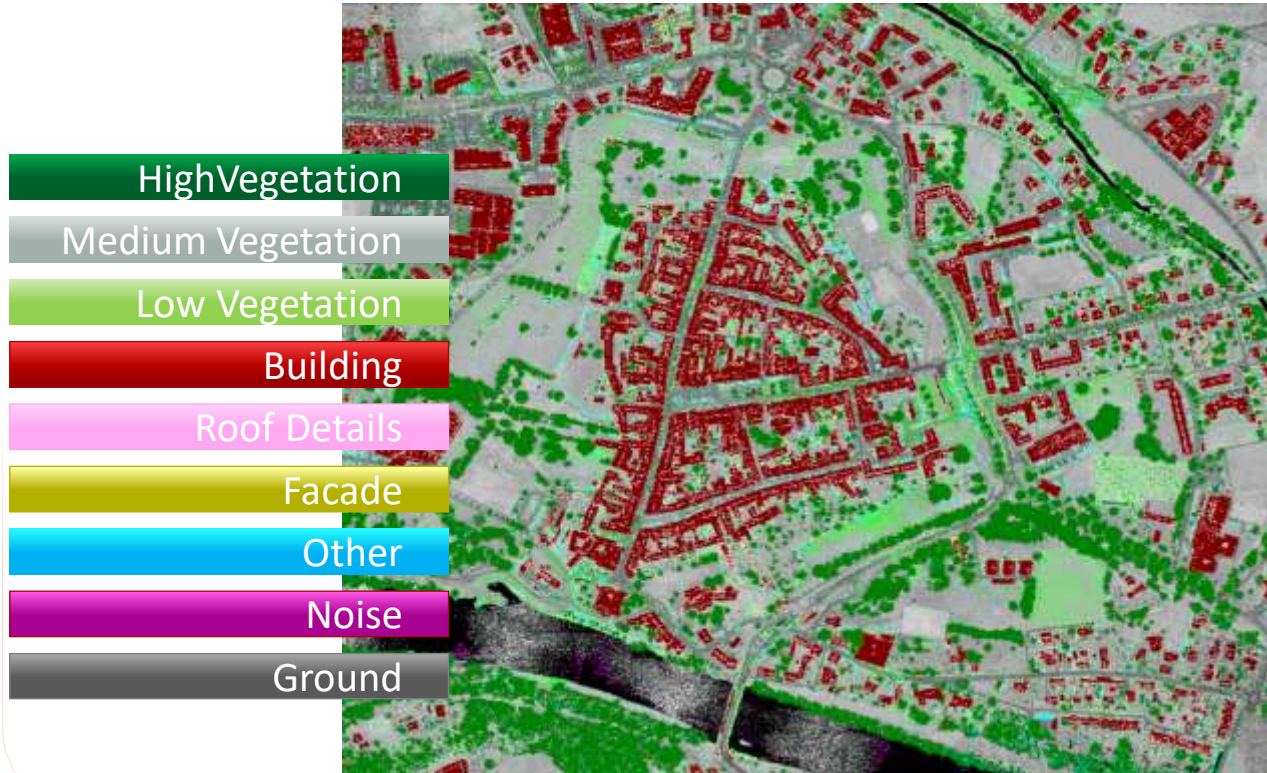 HighVegetation
Medium Vegetation
Low Vegetation
Building
Roof Details
Facade
Other
Noise
Ground